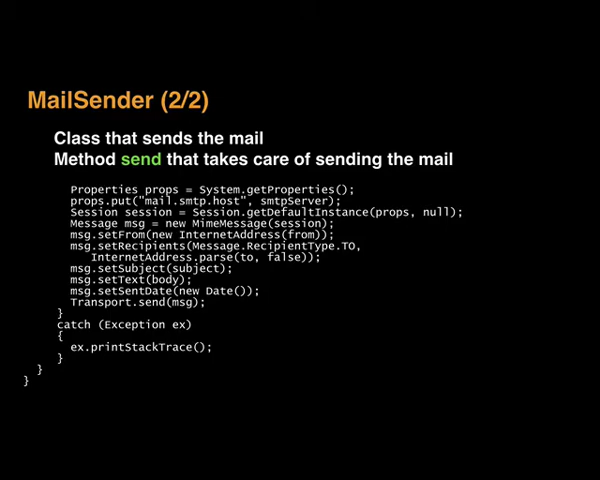 MailSender (2/2)
Class that sends the mail
Method send that takes care of sending the mail
Properties props = System.getProperties();
props.put("mail.smtp.host", smtpServer);
Session session = Session.getDefaultInstance(props, null);
Message msg = new MimeMessage(session);
msg.setFrom(new InternetAddress(from));
msg.setRecipients(Message.RecipientType.TO,
InternetAddress.parse(to, false));
msg.setSubject(subject);
msg.setText(body);
msg.setSentDate(new Date());
Transport.send(msg);
}
catch (Exception ex)
{
ex.printStackTrace();
}
}
}